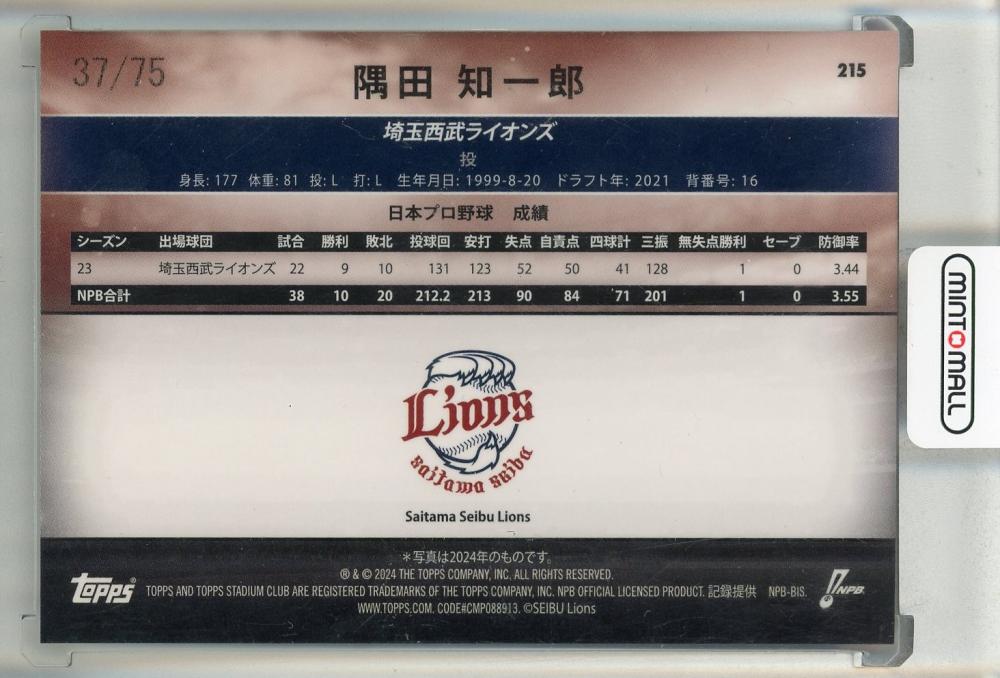 37/75
隅田 知一郎
215
埼玉西武ライオンズ
投
身長: 177 体重: 81 投: L 打: L 生年月日: 1999-8-20 ドラフト年: 2021 背番号: 16
日本プロ野球 成績
シーズン 出場球団 試合 勝利 敗北 投球回 安打 失点 自責点 四球計 三振 無失点勝利 セーブ 防御率
23 埼玉西武ライオンズ 22 9 10 131 123 52 50 41 128 1 0 3.44
NPB合計 38 10 20 212.2 213 90 84 71 201 1 0 3.55
Lions
saitama seibu
Saitama Seibu Lions
＊写真は2024年のものです。
® & © 2024 THE TOPPS COMPANY, INC. ALL RIGHTS RESERVED.
Topps®
TOPPS AND TOPPS STADIUM CLUB ARE REGISTERED TRADEMARKS OF THE TOPPS COMPANY, INC. NPB OFFICIAL LICENSED PRODUCT. 記録提供 NPB-BIS.
NPB
WWW.TOPPS.COM. CODE#CMP088913. ©SEIBU Lions
MINT MALL